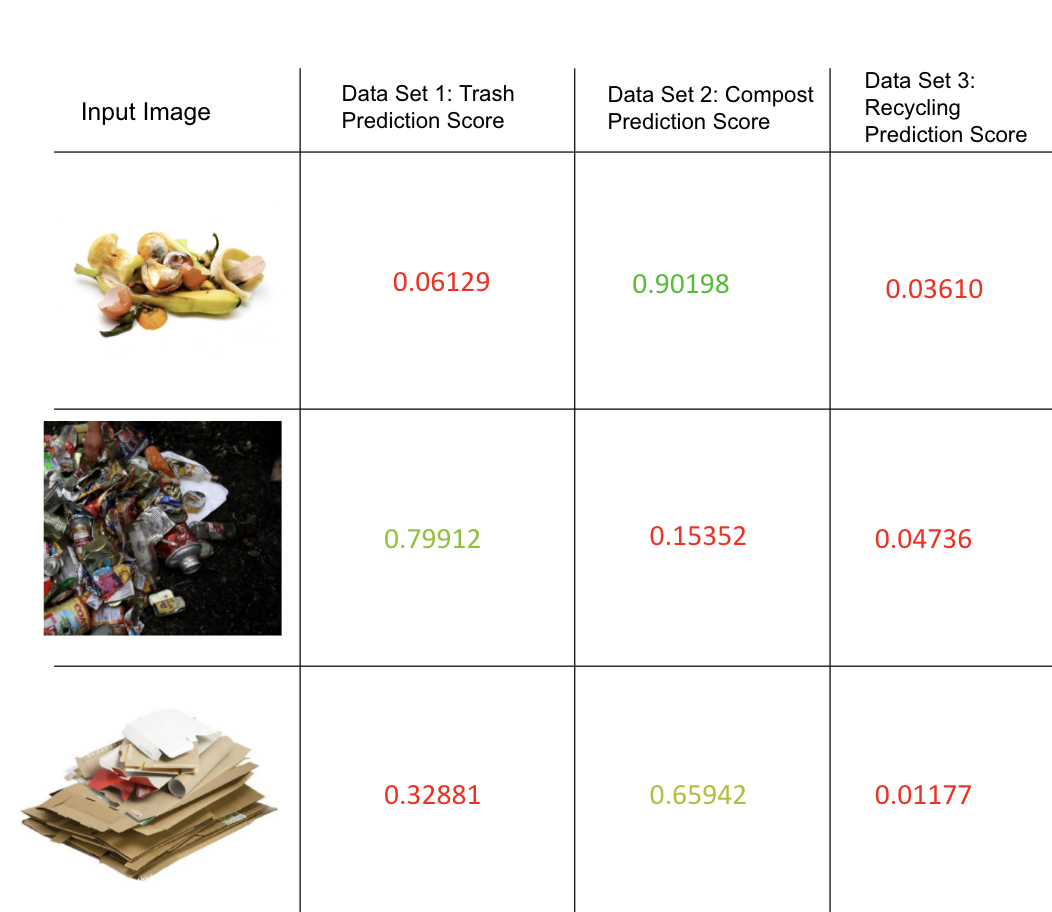 Input Image
Data Set 1: Trash
Prediction Score
Data Set 2: Compost
Prediction Score
Data Set 3:
Recycling
Prediction Score
0.06129
0.90198
0.03610
0.79912
0.15352
0.04736
0.32881
0.65942
0.01177